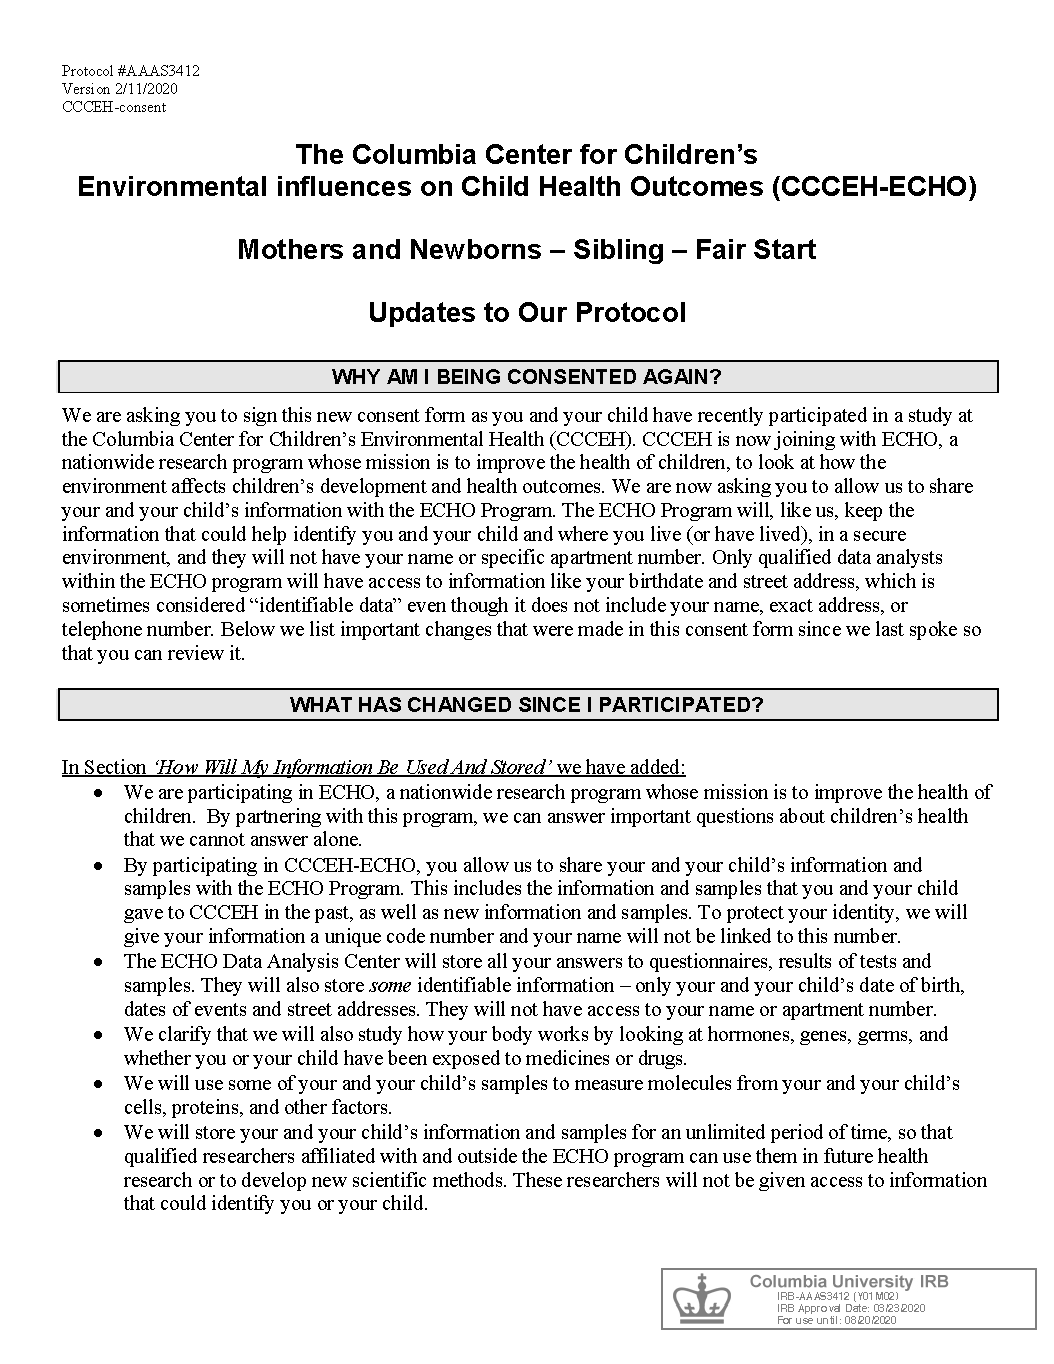 Protocol #AAAS3412
Version 2/11/2020
CCCEH-consent
The Columbia Center for Children’s
Environmental influences on Child Health Outcomes (CCCEH-ECHO)
Mothers and Newborns – Sibling – Fair Start
Updates to Our Protocol
WHY AM I BEING CONSENTED AGAIN?
We are asking you to sign this new consent form as you and your child have recently participated in a study at
the Columbia Center for Children’s Environmental Health (CCCEH). CCCEH is now joining with ECHO, a
nationwide research program whose mission is to improve the health of children, to look at how the
environment affects children’s development and health outcomes. We are now asking you to allow us to share
your and your child’s information with the ECHO Program. The ECHO Program will, like us, keep the
information that could help identify you and your child and where you live (or have lived), in a secure
environment, and they will not have your name or specific apartment number. Only qualified data analysts
within the ECHO program will have access to information like your birthdate and street address, which is
sometimes considered “identifiable data” even though it does not include your name, exact address, or
telephone number. Below we list important changes that were made in this consent form since we last spoke so
that you can review it.
WHAT HAS CHANGED SINCE I PARTICIPATED?
In Section ‘How Will My Information Be Used And Stored’ we have added:
• We are participating in ECHO, a nationwide research program whose mission is to improve the health of
children.  By partnering with this program, we can answer important questions about children’s health
that we cannot answer alone.
• By participating in CCCEH-ECHO, you allow us to share your and your child’s information and
samples with the ECHO Program. This includes the information and samples that you and your child
gave to CCCEH in the past, as well as new information and samples. To protect your identity, we will
give your information a unique code number and your name will not be linked to this number.
• The ECHO Data Analysis Center will store all your answers to questionnaires, results of tests and
samples. They will also store some identifiable information – only your and your child’s date of birth,
dates of events and street addresses. They will not have access to your name or apartment number.
• We clarify that we will also study how your body works by looking at hormones, genes, germs, and
whether you or your child have been exposed to medicines or drugs.
• We will use some of your and your child’s samples to measure molecules from your and your child’s
cells, proteins, and other factors.
• We will store your and your child’s information and samples for an unlimited period of time, so that
qualified researchers affiliated with and outside the ECHO program can use them in future health
research or to develop new scientific methods. These researchers will not be given access to information
that could identify you or your child.
Columbia University IRB
IRB-AAAS3412 (Y01M02)
IRB Approval Date: 03/23/2020
For use until: 08/20/2020